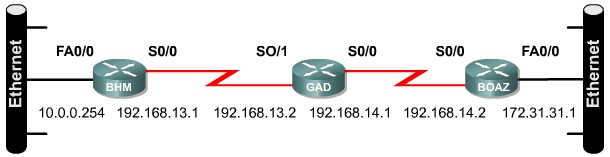 Ethernet
FA0/0 S0/0 SO/1 S0/0 S0/0 FA0/0
BHM GAD BOAZ
10.0.0.254 192.168.13.1 192.168.13.2 192.168.14.1 192.168.14.2 172.31.31.1
Ethernet